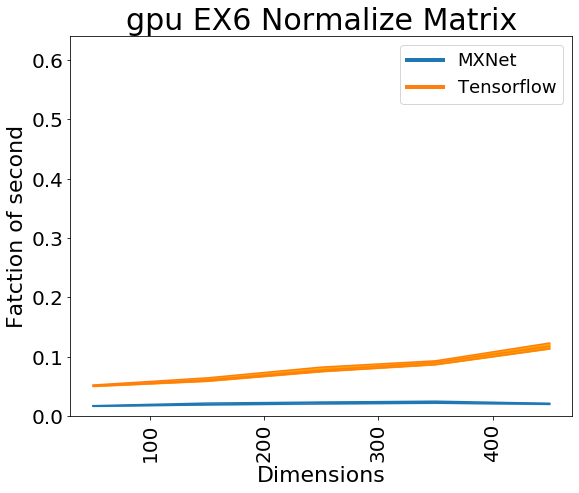 gpu EX6 Normalize Matrix
MXNet
Tensorflow
Fatction of second
0.6
0.5
0.4
0.3
0.2
0.1
0.0
100
200
300
400
Dimensions